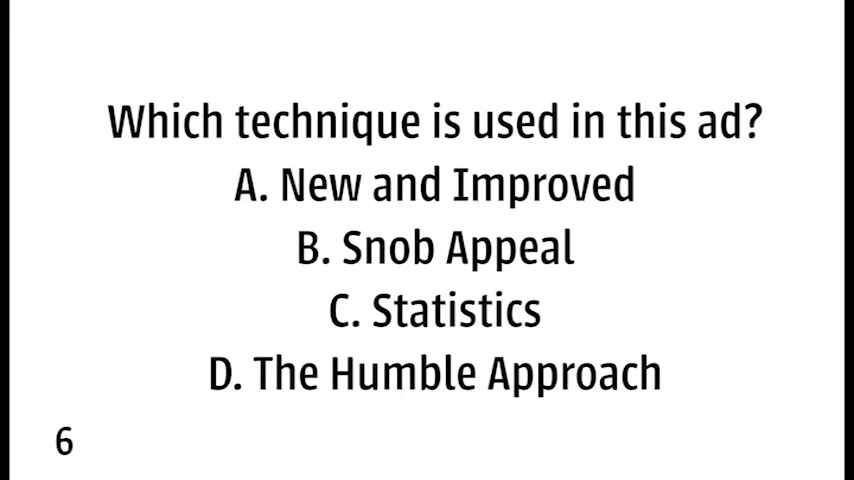 Which technique is used in this ad?
A. New and Improved
B. Snob Appeal
C. Statistics
D. The Humble Approach
6